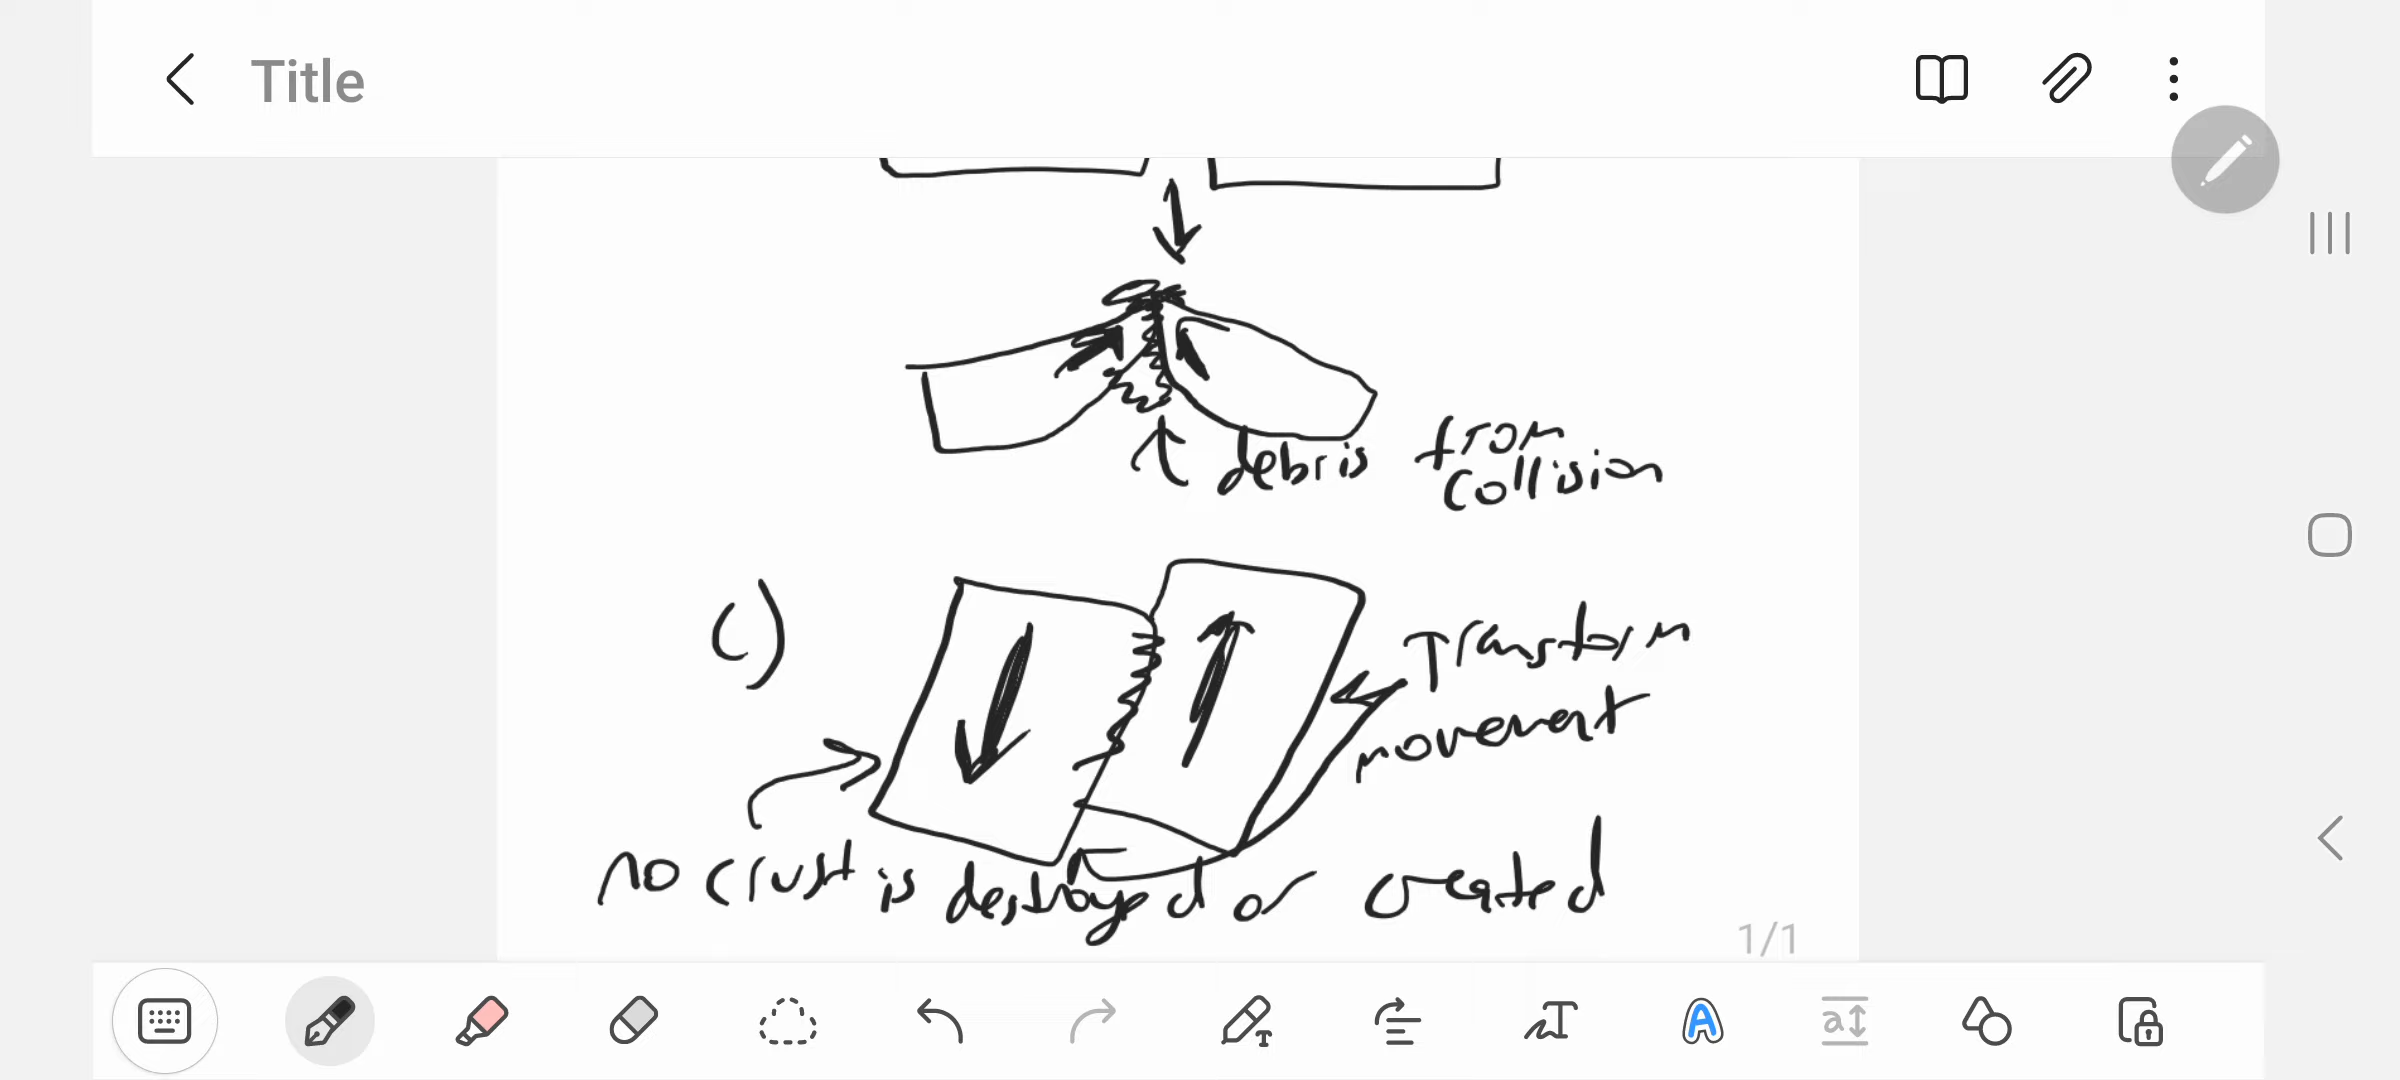 Title
debris from
collision
c)
Transform
movement
no crust is destroyed or created
1/1